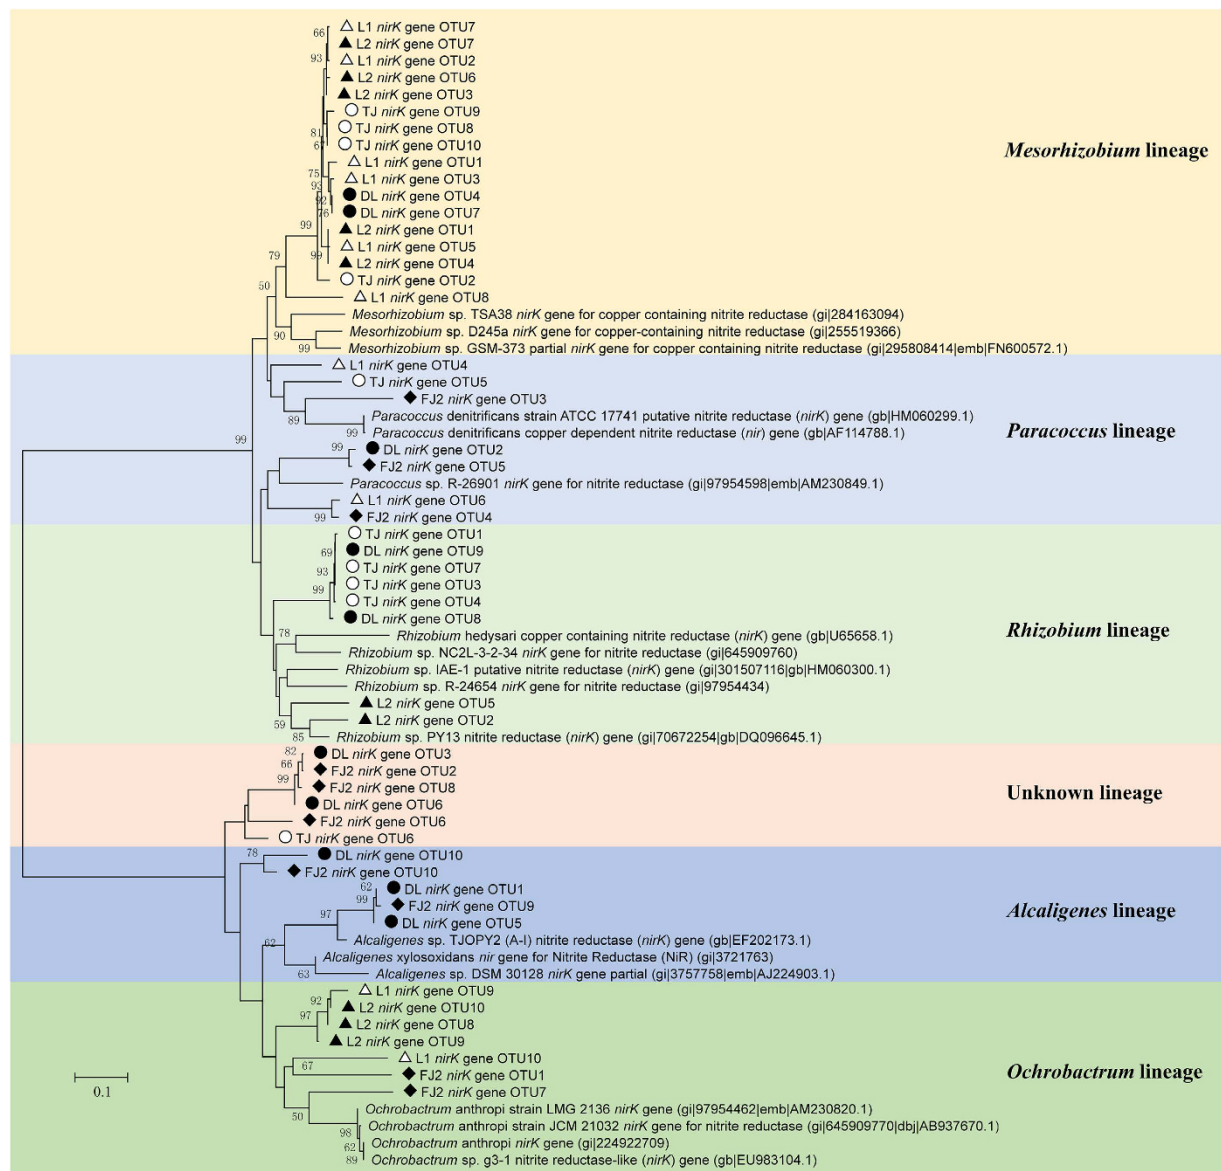 66
L1 nirK gene OTU7
L2 nirK gene OTU7
93
L1 nirK gene OTU2
L2 nirK gene OTU6
L2 nirK gene OTU3
TJ nirK gene OTU9
81
TJ nirK gene OTU8
TJ nirK gene OTU10
Mesorhizobium lineage
L1 nirK gene OTU1
75
L1 nirK gene OTU3
93
DL nirK gene OTU4
92
DL nirK gene OTU7
76
L2 nirK gene OTU1
99
L1 nirK gene OTU5
79
L2 nirK gene OTU4
99
TJ nirK gene OTU2
50
L1 nirK gene OTU8
Mesorhizobium sp. TSA38 nirK gene for copper containing nitrite reductase (gi|284163094)
90
Mesorhizobium sp. D245a nirK gene for copper-containing nitrite reductase (gi|255519366)
99
Mesorhizobium sp. GSM-373 partial nirK gene for copper containing nitrite reductase (gi|295808414|emb|FN600572.1)
L1 nirK gene OTU4
TJ nirK gene OTU5
FJ2 nirK gene OTU3
89
Paracoccus denitrificans strain ATCC 17741 putative nitrite reductase (nirK) gene (gb|HM060299.1)
99
Paracoccus denitrificans copper dependent nitrite reductase (nir) gene (gb|AF114788.1)
Paracoccus lineage
99
99
DL nirK gene OTU2
FJ2 nirK gene OTU5
Paracoccus sp. R-26901 nirK gene for nitrite reductase (gi|97954598|emb|AM230849.1)
L1 nirK gene OTU6
99
FJ2 nirK gene OTU4
TJ nirK gene OTU1
69
DL nirK gene OTU9
93
TJ nirK gene OTU7
99
TJ nirK gene OTU3
TJ nirK gene OTU4
DL nirK gene OTU8
Rhizobium lineage
78
Rhizobium hedysari copper containing nitrite reductase (nirK) gene (gb|U65658.1)
Rhizobium sp. NC2L-3-2-34 nirK gene for nitrite reductase (gi|645909760)
Rhizobium sp. IAE-1 putative nitrite reductase (nirK) gene (gi|301507116|gb|HM060300.1)
Rhizobium sp. R-24654 nirK gene for nitrite reductase (gi|97954434)
L2 nirK gene OTU5
59
L2 nirK gene OTU2
85
Rhizobium sp. PY13 nitrite reductase (nirK) gene (gi|70672254|gb|DQ096645.1)
82
DL nirK gene OTU3
66
FJ2 nirK gene OTU2
99
FJ2 nirK gene OTU8
Unknown lineage
DL nirK gene OTU6
FJ2 nirK gene OTU6
TJ nirK gene OTU6
78
DL nirK gene OTU10
FJ2 nirK gene OTU10
62
DL nirK gene OTU1
99
FJ2 nirK gene OTU9
97
DL nirK gene OTU5
Alcaligenes lineage
62
Alcaligenes sp. TJOPY2 (A-I) nitrite reductase (nirK) gene (gb|EF202173.1)
Alcaligenes xylosoxidans nir gene for Nitrite Reductase (NiR) (gi|3721763)
63
Alcaligenes sp. DSM 30128 nirK gene partial (gi|3757758|emb|AJ224903.1)
L1 nirK gene OTU9
92
L2 nirK gene OTU10
97
L2 nirK gene OTU8
L2 nirK gene OTU9
L1 nirK gene OTU10
67
FJ2 nirK gene OTU1
Ochrobactrum lineage
0.1
FJ2 nirK gene OTU7
50
Ochrobactrum anthropi strain LMG 2136 nirK gene (gi|97954462|emb|AM230820.1)
98
Ochrobactrum anthropi strain JCM 21032 nirK gene for nitrite reductase (gi|645909770|dbj|AB937670.1)
62
Ochrobactrum anthropi nirK gene (gi|224922709)
89
Ochrobactrum sp. g3-1 nitrite reductase-like (nirK) gene (gb|EU983104.1)